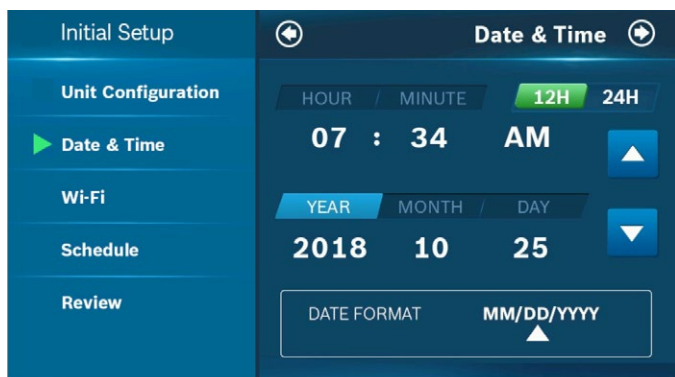 Initial Setup
Unit Configuration
Date & Time
Wi-Fi
Schedule
Review
Date & Time
HOUR / MINUTE 12H 24H
07 : 34 AM
YEAR MONTH / DAY
2018 10 25
DATE FORMAT MM/DD/YYYY